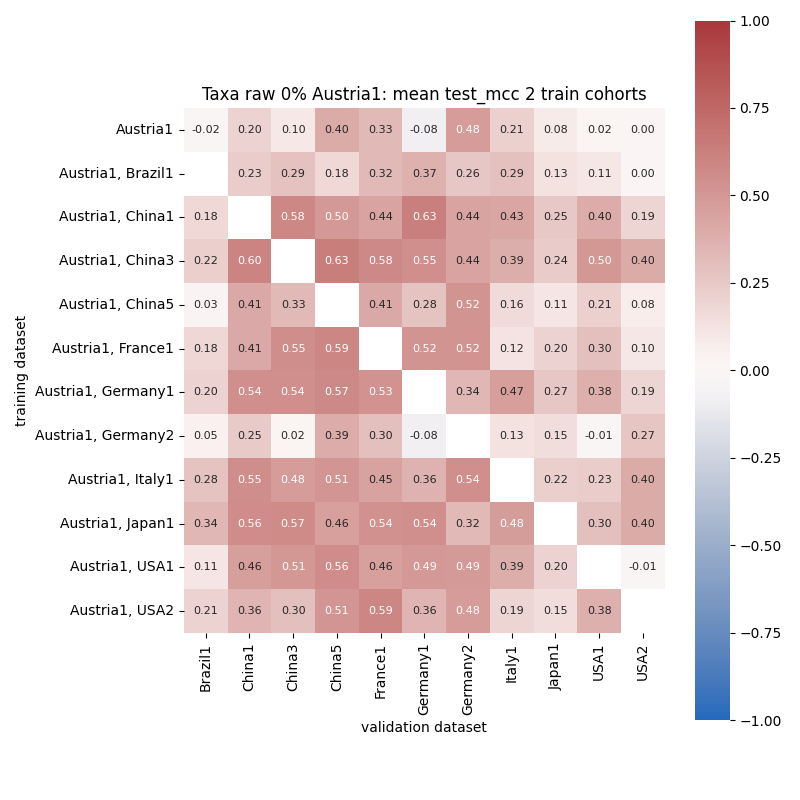 Taxa raw 0% Austria1: mean test_mcc 2 train cohorts
Austria1 -0.02 0.20 0.10 0.40 0.33 -0.08 0.48 0.21 0.08 0.02 0.00
Austria1, Brazil1 0.23 0.29 0.18 0.32 0.37 0.26 0.29 0.13 0.11 0.00
Austria1, China1 0.18 0.58 0.50 0.44 0.63 0.44 0.43 0.25 0.40 0.19
Austria1, China3 0.22 0.60 0.63 0.58 0.55 0.44 0.39 0.24 0.50 0.40
Austria1, China5 0.03 0.41 0.33 0.41 0.28 0.52 0.16 0.11 0.21 0.08
Austria1, France1 0.18 0.41 0.55 0.59 0.52 0.52 0.12 0.20 0.30 0.10
Austria1, Germany1 0.20 0.54 0.54 0.57 0.53 0.34 0.47 0.27 0.38 0.19
Austria1, Germany2 0.05 0.25 0.02 0.39 0.30 -0.08 0.13 0.15 -0.01 0.27
Austria1, Italy1 0.28 0.55 0.48 0.51 0.45 0.36 0.54 0.22 0.23 0.40
Austria1, Japan1 0.34 0.56 0.57 0.46 0.54 0.54 0.32 0.48 0.30 0.40
Austria1, USA1 0.11 0.46 0.51 0.56 0.46 0.49 0.49 0.39 0.20 -0.01
Austria1, USA2 0.21 0.36 0.30 0.51 0.59 0.36 0.48 0.19 0.15 0.38
training dataset
Brazil1 China1 China3 China5 France1 Germany1 Germany2 Italy1 Japan1 USA1 USA2
validation dataset
1.00
0.75
0.50
0.25
0.00
−0.25
−0.50
−0.75
−1.00